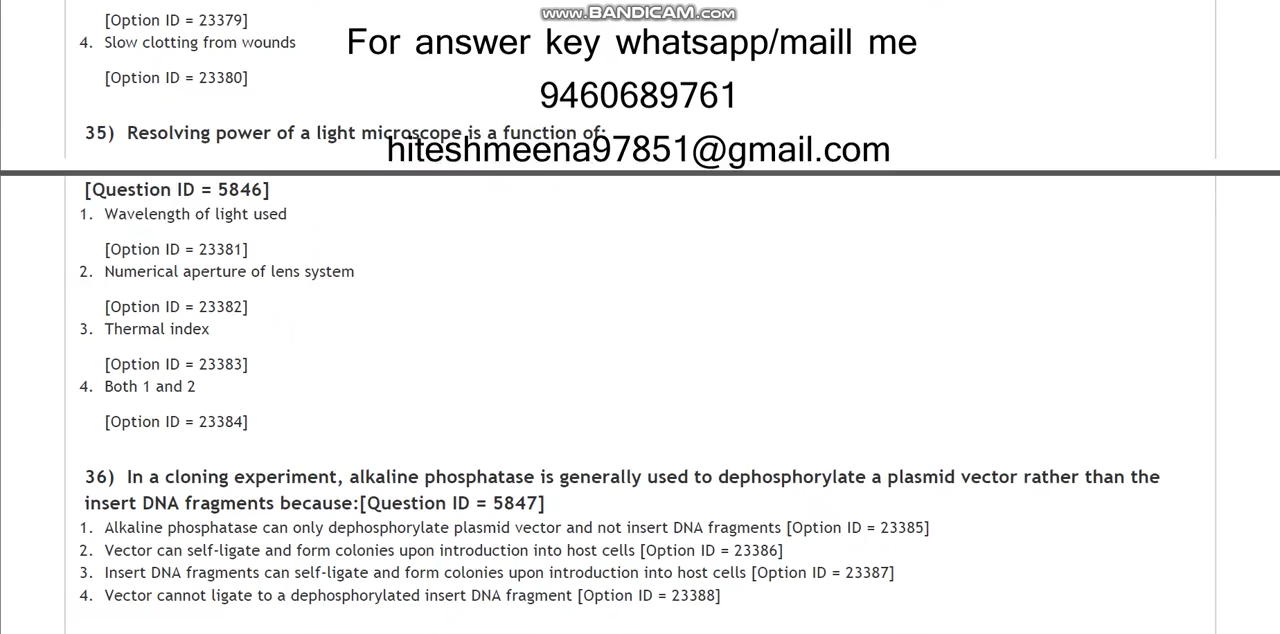 www.BANDICAM.com
[Option ID = 23379]
4. Slow clotting from wounds
For answer key whatsapp/maill me
[Option ID = 23380]
9460689761
35) Resolving power of a light microscope is a function of:
hiteshmeena97851@gmail.com
[Question ID = 5846]
1. Wavelength of light used
[Option ID = 23381]
2. Numerical aperture of lens system
[Option ID = 23382]
3. Thermal index
[Option ID = 23383]
4. Both 1 and 2
[Option ID = 23384]
36) In a cloning experiment, alkaline phosphatase is generally used to dephosphorylate a plasmid vector rather than the
insert DNA fragments because:[Question ID = 5847]
1. Alkaline phosphatase can only dephosphorylate plasmid vector and not insert DNA fragments [Option ID = 23385]
2. Vector can self-ligate and form colonies upon introduction into host cells [Option ID = 23386]
3. Insert DNA fragments can self-ligate and form colonies upon introduction into host cells [Option ID = 23387]
4. Vector cannot ligate to a dephosphorylated insert DNA fragment [Option ID = 23388]